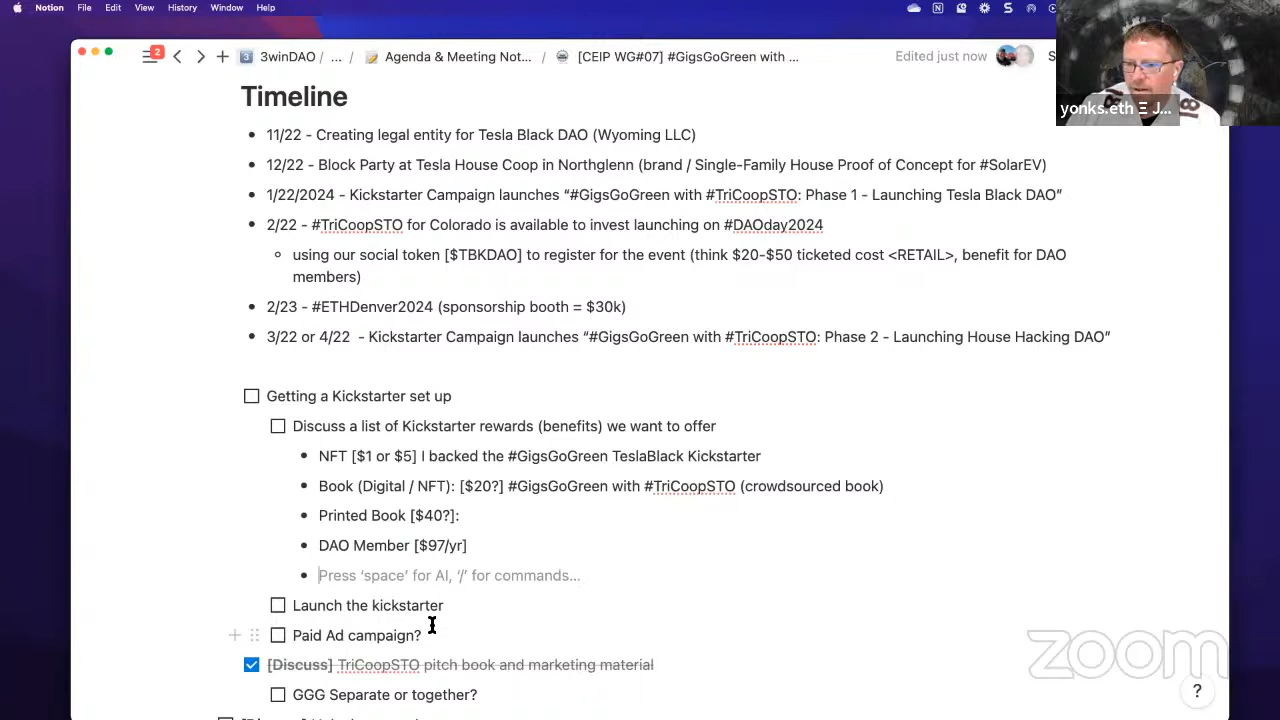 Notion File Edit View History
2
3 3winDAO / ... / Agenda & Meeting Not... / [CEIP WG#07] #GigsGoGreen with ... Edited just now S
yonks.eth Ξ J...
Timeline
• 11/22 - Creating legal entity for Tesla Black DAO (Wyoming LLC)
• 12/22 - Block Party at Tesla House Coop in Northglenn (brand / Single-Family House Proof of Concept for #SolarEV)
• 1/22/2024 - Kickstarter Campaign launches “#GigsGoGreen with #TriCoopSTO: Phase 1 - Launching Tesla Black DAO”
• 2/22 - #TriCoopSTO for Colorado is available to invest launching on #DAOday2024
◦ using our social token [$TBKDAO] to register for the event (think $20-$50 ticketed cost <RETAIL>, benefit for DAO
members)
• 2/23 - #ETHDenver2024 (sponsorship booth = $30k)
• 3/22 or 4/22 - Kickstarter Campaign launches “#GigsGoGreen with #TriCoopSTO: Phase 2 - Launching House Hacking DAO”
Getting a Kickstarter set up
Discuss a list of Kickstarter rewards (benefits) we want to offer
• NFT [$1 or $5] I backed the #GigsGoGreen TeslaBlack Kickstarter
• Book (Digital / NFT): [$20?] #GigsGoGreen with #TriCoopSTO (crowdsourced book)
• Printed Book [$40?]:
• DAO Member [$97/yr]
• Press ‘space’ for AI, ‘/’ for commands...
Launch the kickstarter
Paid Ad campaign?
[Discuss] TriCoopSTO pitch book and marketing material
GGG Separate or together?
zoom
?